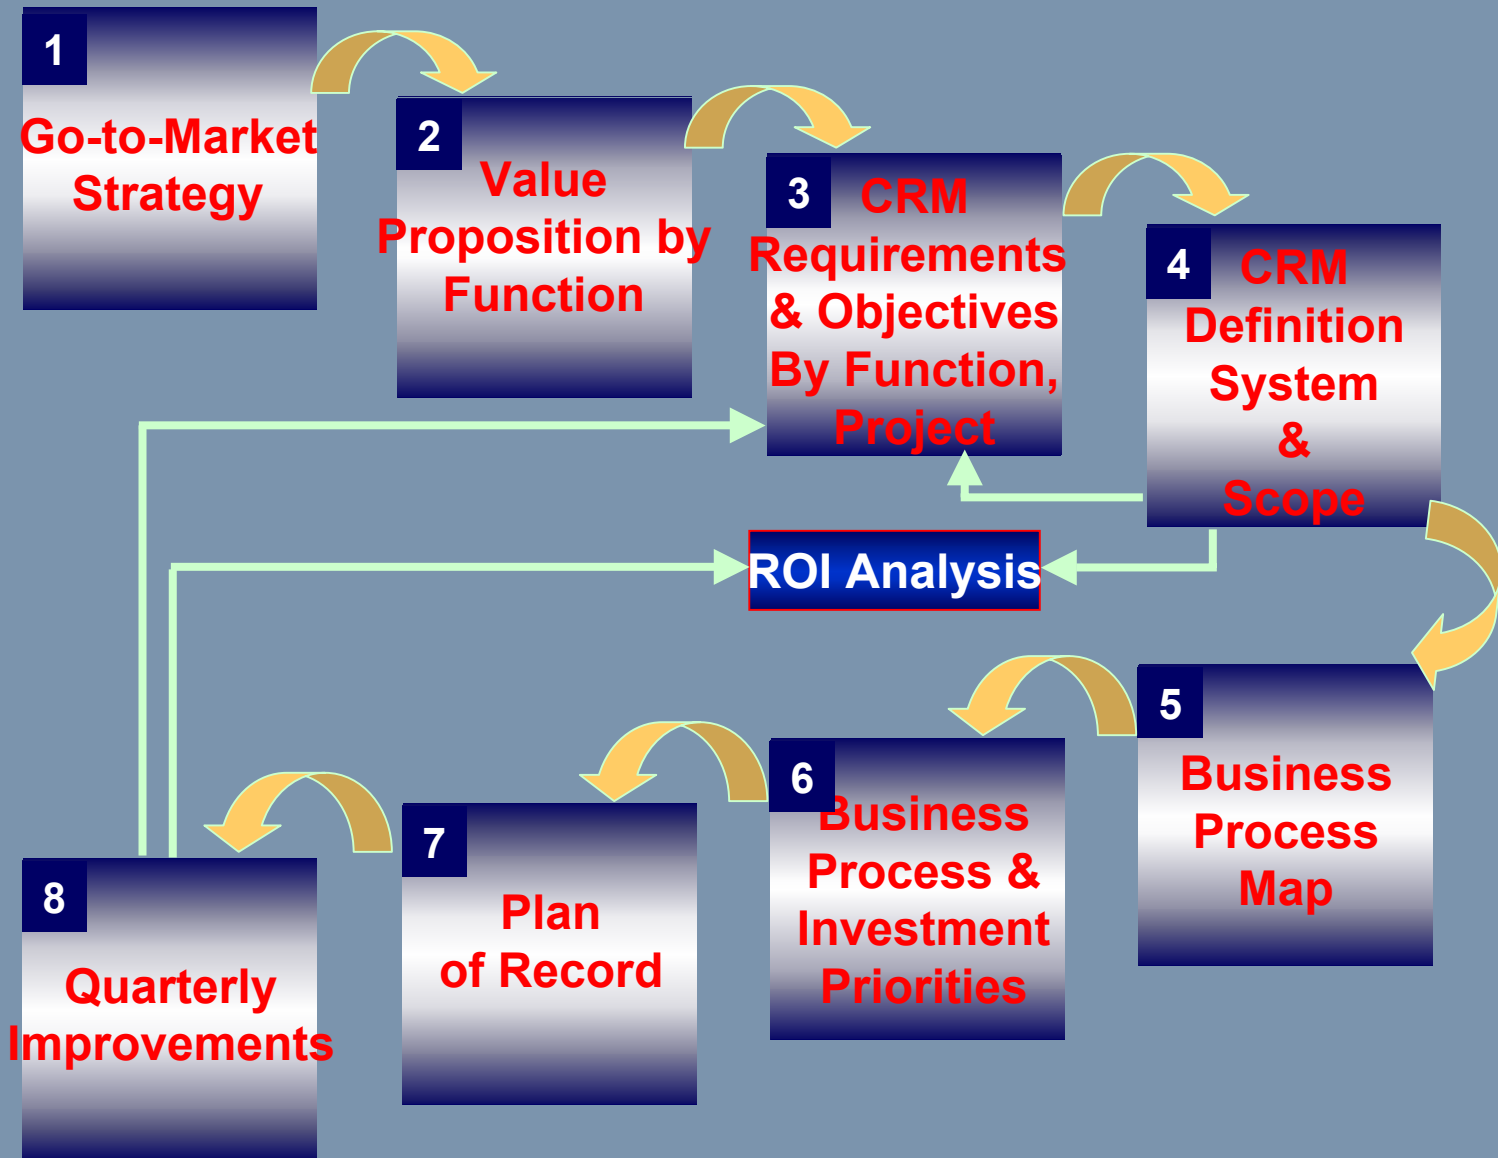 1
Go-to-Market
Strategy
2
Value
Proposition by
Function
3
CRM
Requirements
& Objectives
By Function,
Project
4
CRM
Definition
System
&
Scope
ROI Analysis
5
Business
Process
Map
6
Business
Process &
Investment
Priorities
7
Plan
of Record
8
Quarterly
Improvements